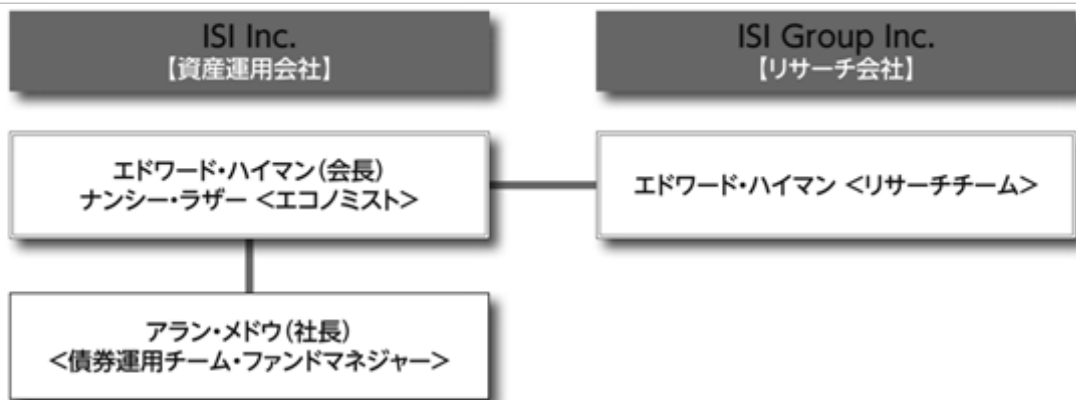 ISI Inc.
【資産運用会社】
ISI Group Inc.
【リサーチ会社】
エドワード・ハイマン(会長)
ナンシー・ラザー <エコノミスト>
エドワード・ハイマン <リサーチチーム>
アラン・メドウ(社長)
<債券運用チーム・ファンドマネジャー>